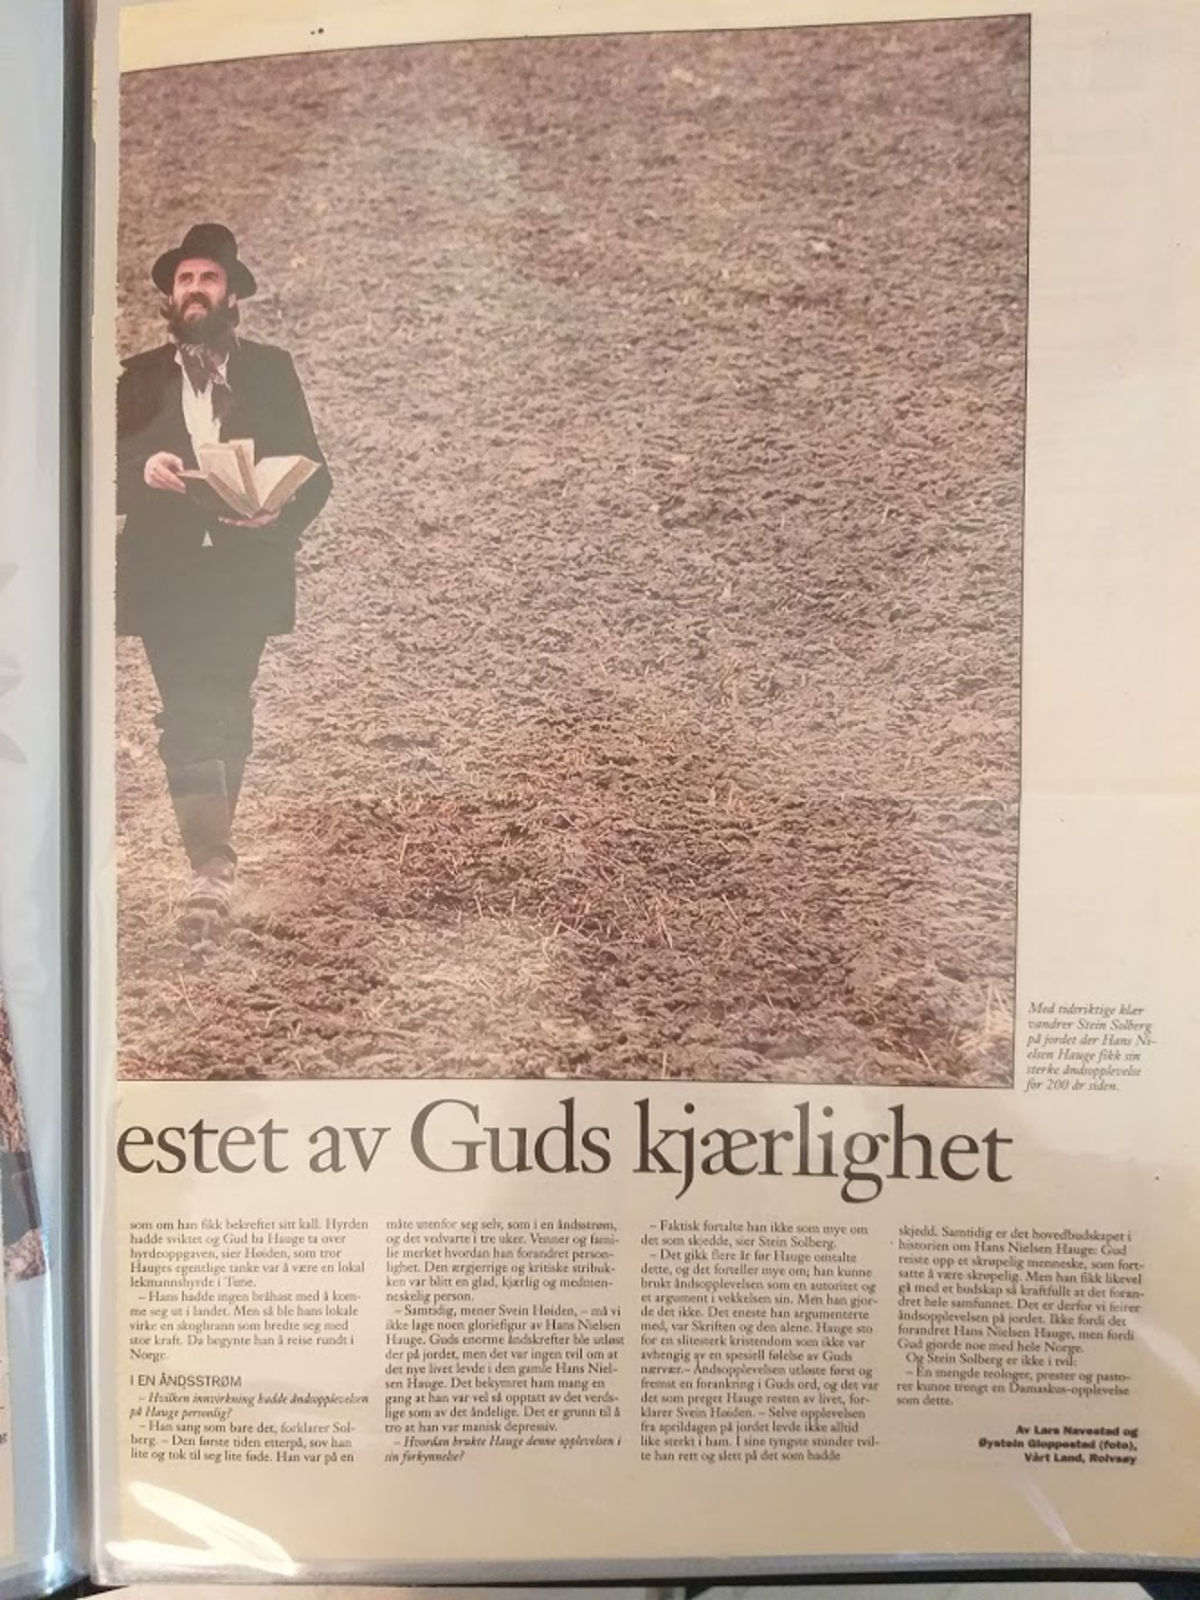 Med tidsriktige klær
vandrer Stein Solberg
på jordet der Hans Ni-
elsen Hauge fikk sin
sterke åndsopplevelse
for 200 år siden.
estet av Guds kjærlighet
som om han fikk bekreftet sitt kall. Hyrden
hadde sviktet og Gud ba Hauge ta over
hyrdeoppgaven, sier Høiden, som tror
Hauges egentlige tanke var å være en lokal
lekmannshyrde i Tune.
– Hans hadde ingen helhast med å kom-
me seg ut i landet. Men så ble hans lokale
virke en skogbrann som bredte seg med
stor kraft. Da begynte han å reise rundt i
Norge.
I EN ÅNDSSTRØM
– Hvilken innvirkning hadde åndsopplevelsen
på Hauge personlig?
– Han sang som bare det, forklarer Sol-
berg. – Den første tiden etterpå, sov han
lite og tok til seg lite føde. Han var på en
måte utenfor seg selv, som i en åndsstrøm,
og det vedvarte i tre uker. Venner og fami-
lie merket hvordan han forandret person-
lighet. Den ærgjerrige og kritiske stribuk-
ken var blitt en glad, kjærlig og medmen-
neskelig person.
– Samtidig, mener Svein Høiden, – må vi
ikke lage noen gloriefigur av Hans Nielsen
Hauge. Guds enorme åndskrefter ble utløst
der på jordet, men det var ingen tvil om at
det nye livet levde i den gamle Hans Niel-
sen Hauge. Det bekymret ham mang en
gang at han var vel så opptatt av det verds-
lige som av det åndelige. Det er grunn til å
tro at han var manisk depressiv.
– Hvordan brukte Hauge denne opplevelsen i
sin forkynnelse?
– Faktisk fortalte han ikke som mye om
det som skjedde, sier Stein Solberg.
– Det gikk flere år før Hauge omtalte
dette, og det forteller mye om; han kunne
brukt åndsopplevelsen som en autoritet og
et argument i vekkelsen sin. Men han gjor-
de det ikke. Det eneste han argumenterte
med, var Skriften og den alene. Hauge sto
for en slitesterk kristendom som ikke var
avhengig av en spesiell følelse av Guds
nærvær.– Åndsopplevelsen utløste først og
fremst en forankring i Guds ord, og det var
det som preget Hauge resten av livet, for-
klarer Svein Høiden. – Selve opplevelsen
fra aprildagen på jordet levde ikke alltid
like sterkt i ham. I sine tyngste stunder tvil-
te han rett og slett på det som hadde
skjedd. Samtidig er det hovedbudskapet i
historien om Hans Nielsen Hauge: Gud
reiste opp et skrøpelig menneske, som fort-
satte å være skrøpelig. Men han fikk likevel
gå med et budskap så kraftfullt at det foran-
dret hele samfunnet. Det er derfor vi feirer
åndsopplevelsen på jordet. Ikke fordi det
forandret Hans Nielsen Hauge, men fordi
Gud gjorde noe med hele Norge.
Og Stein Solberg er ikke i tvil:
– En mengde teologer, prester og pasto-
rer kunne trengt en Damaskus-opplevelse
som dette.
Av Lars Navestad og
Øystein Gloppestad (foto),
Vårt Land, Rolvsøy